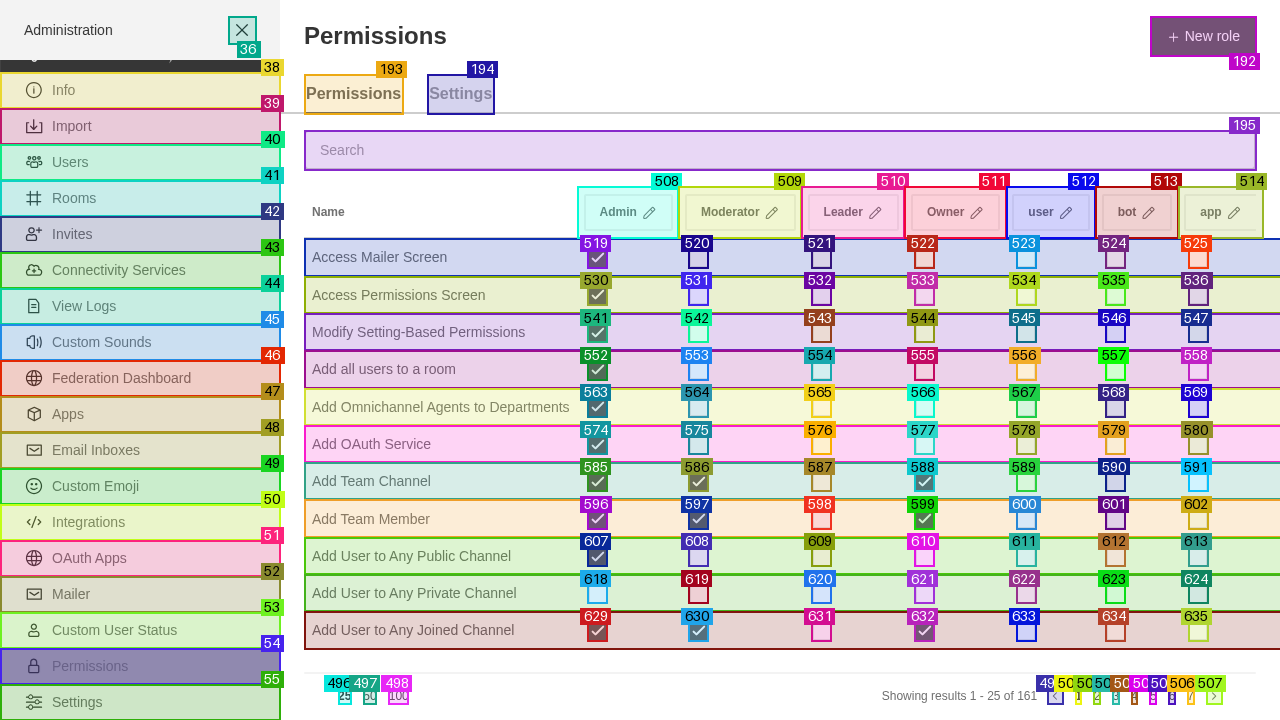 Administration
36
Permissions
+ New role
192
38
Info
39
Import
40
Users
41
Rooms
42
Invites
43
Connectivity Services
44
View Logs
45
Custom Sounds
46
Federation Dashboard
47
Apps
48
Email Inboxes
49
Custom Emoji
50
Integrations
51
OAuth Apps
52
Mailer
53
Custom User Status
54
Permissions
55
Settings
193 194
Permissions Settings
195
Search
508 509 510 511 512 513 514
Name Admin Moderator Leader Owner user bot app
519 520 521 522 523 524 525
Access Mailer Screen
530 531 532 533 534 535 536
Access Permissions Screen
541 542 543 544 545 546 547
Modify Setting-Based Permissions
552 553 554 555 556 557 558
Add all users to a room
563 564 565 566 567 568 569
Add Omnichannel Agents to Departments
574 575 576 577 578 579 580
Add OAuth Service
585 586 587 588 589 590 591
Add Team Channel
596 597 598 599 600 601 602
Add Team Member
607 608 609 610 611 612 613
Add User to Any Public Channel
618 619 620 621 622 623 624
Add User to Any Private Channel
629 630 631 632 633 634 635
Add User to Any Joined Channel
496 497 498
25 50 100
Showing results 1 - 25 of 161
506 507